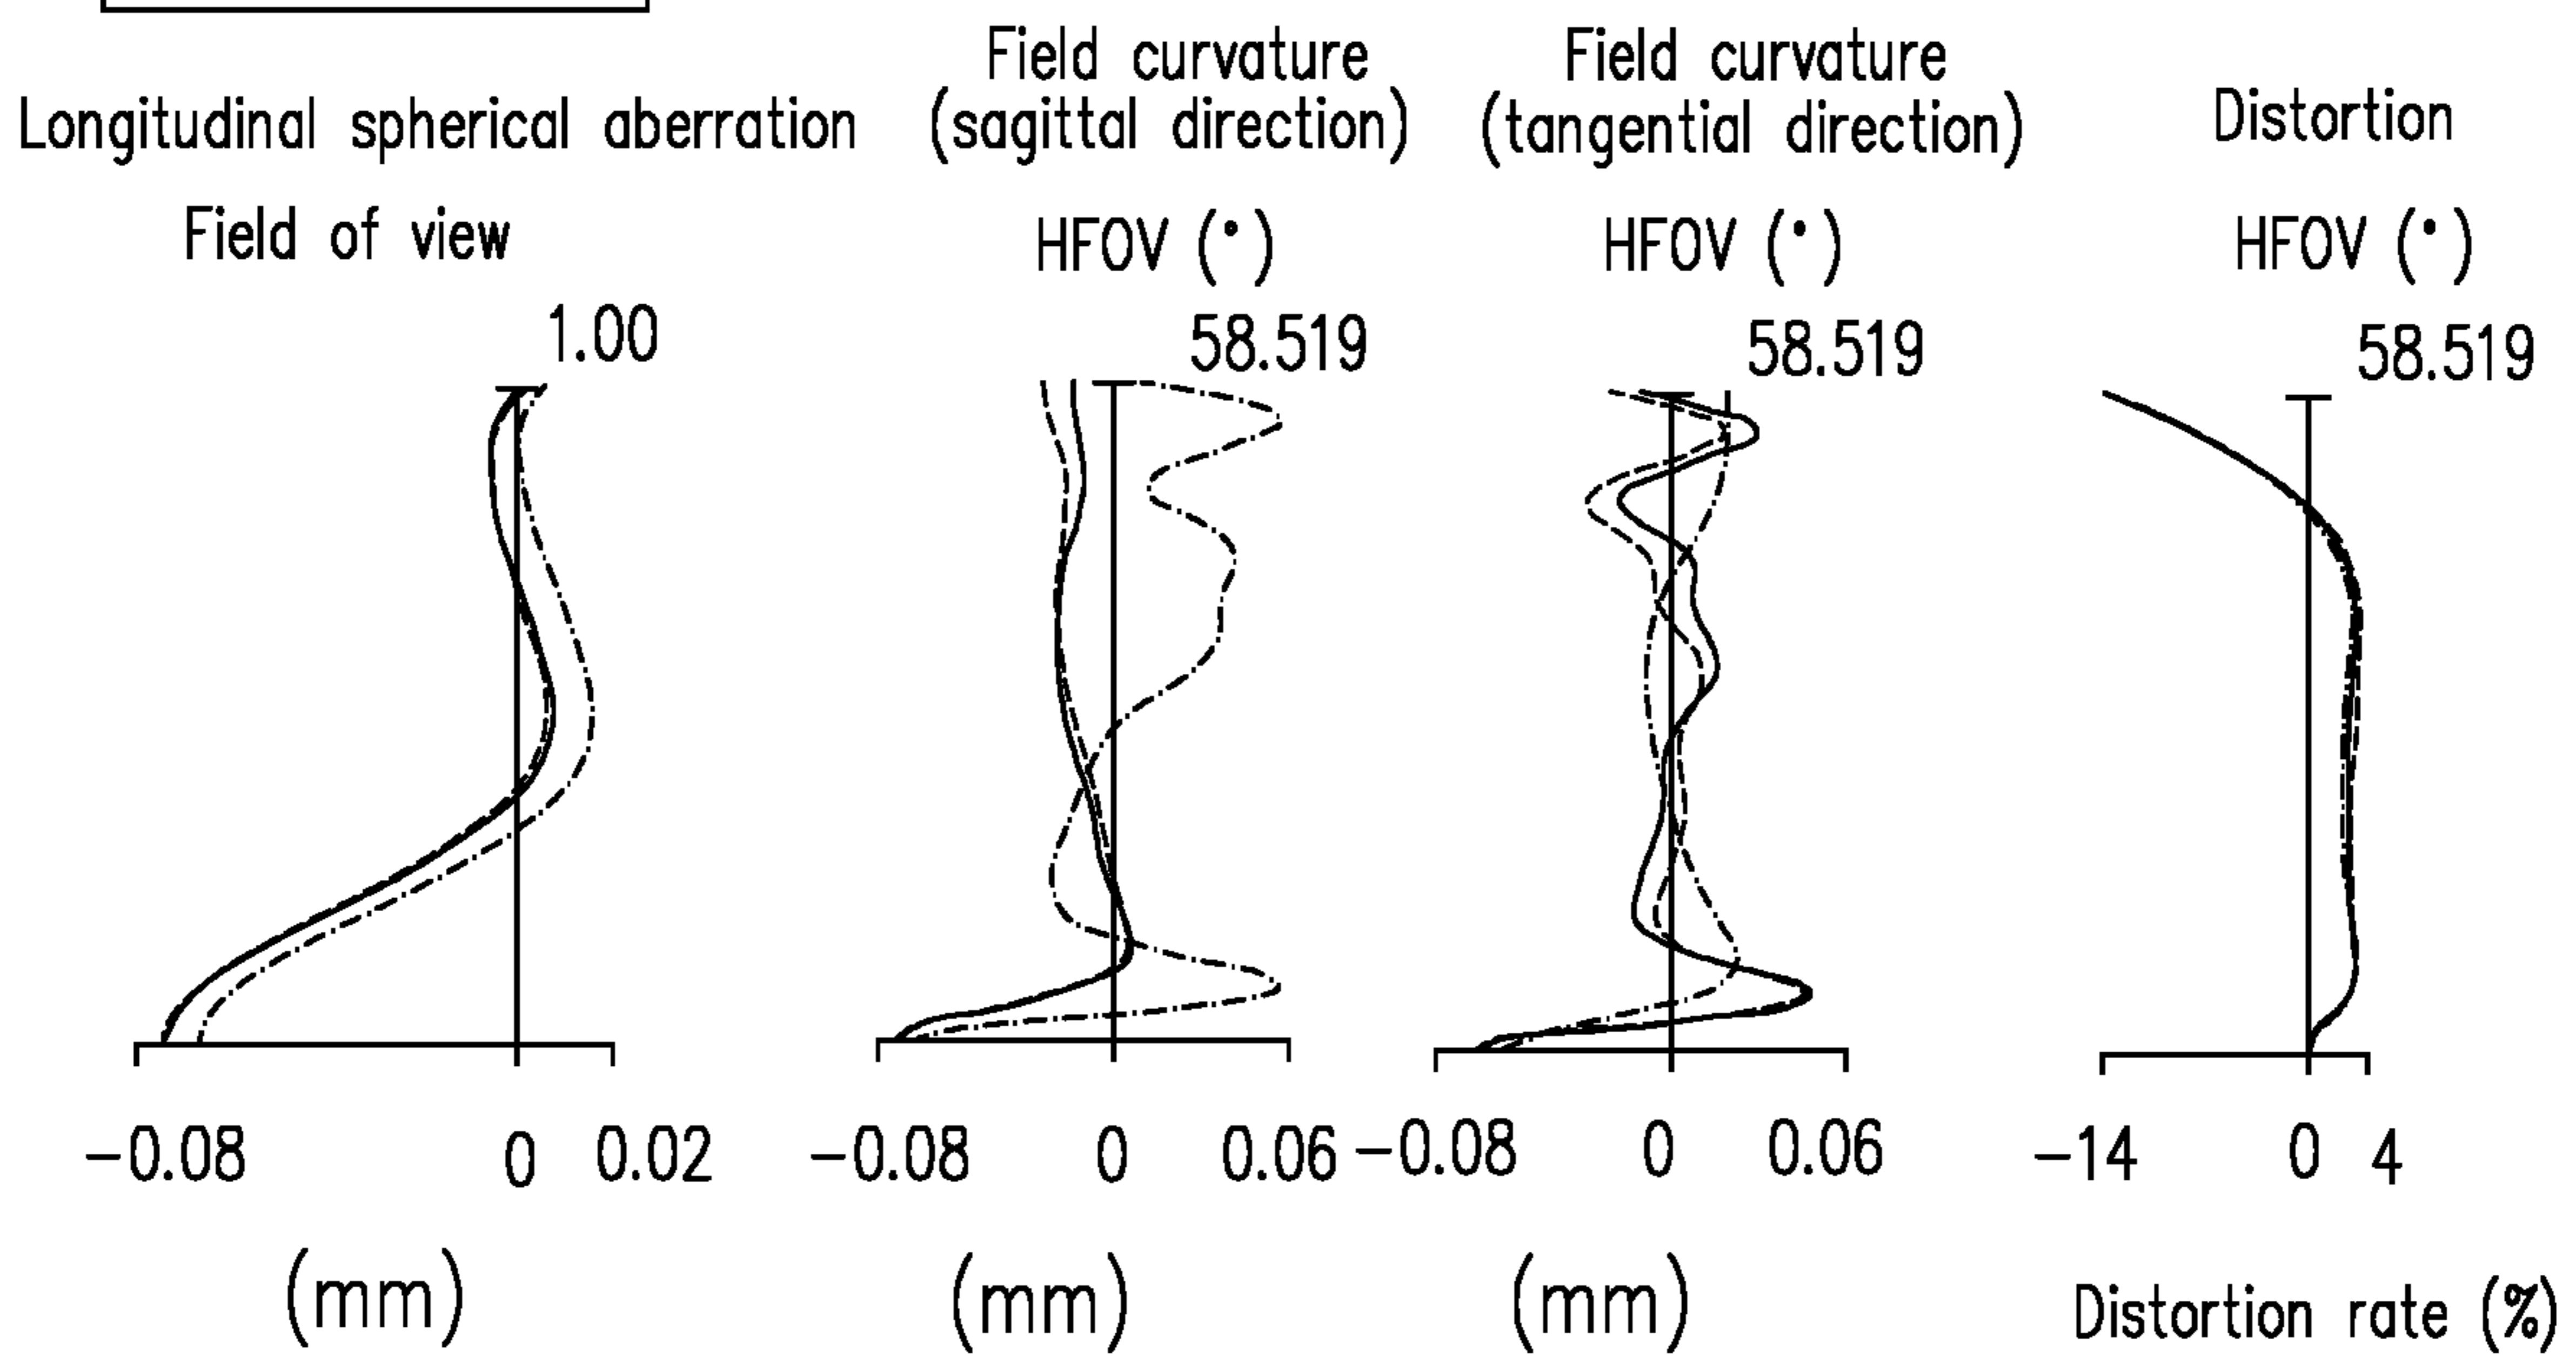 Longitudinal spherical aberration
Field of view
1.00
-0.08 0 0.02
(mm)
Field curvature
(sagittal direction)
HFOV (°)
58.519
-0.08 0 0.06
(mm)
Field curvature
(tangential direction)
HFOV (°)
58.519
-0.08 0 0.06
(mm)
Distortion
HFOV (°)
58.519
-14 0 4
Distortion rate (%)